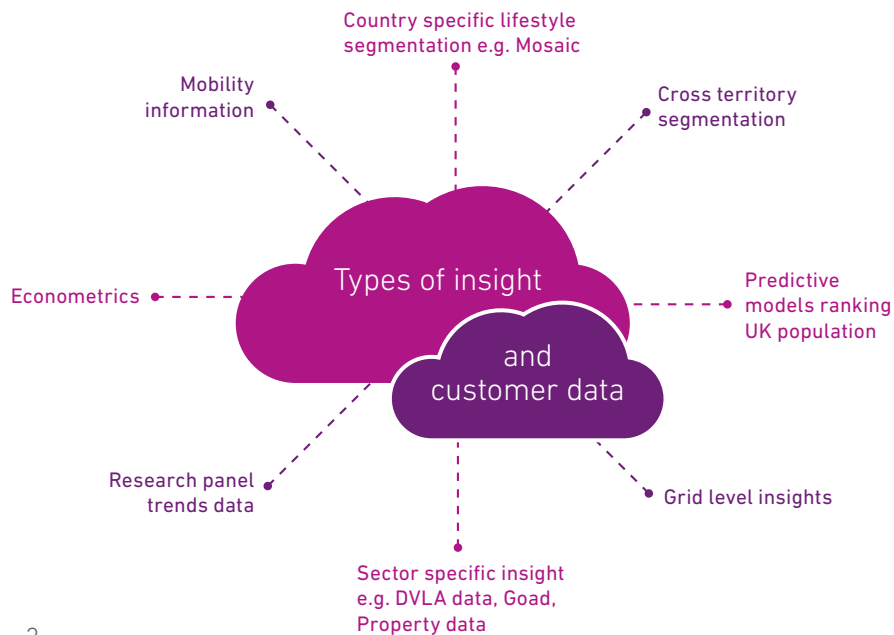 Country specific lifestyle
segmentation e.g. Mosaic
Mobility
information
Cross territory
segmentation
Types of insight
Econometrics
Predictive
models ranking
UK population
and
customer data
Research panel
trends data
Grid level insights
Sector specific insight
e.g. DVLA data, Goad,
Property data